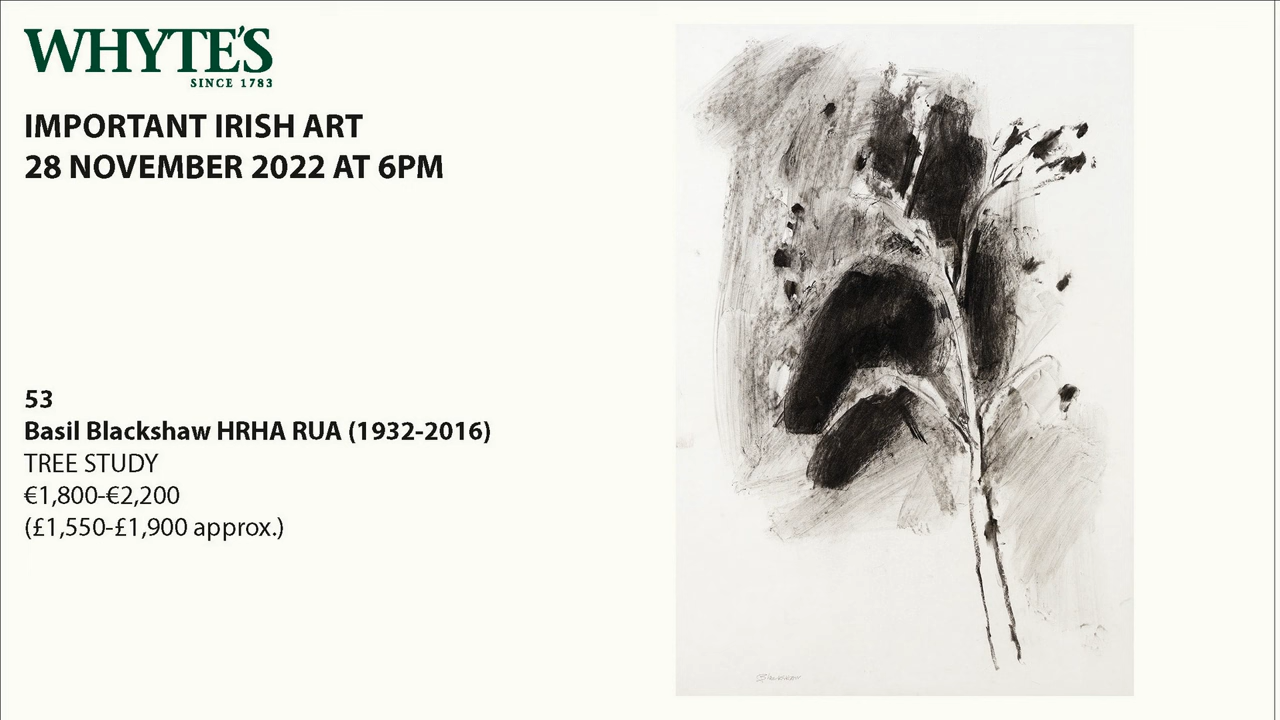 WHYTE'S
SINCE 1783
IMPORTANT IRISH ART
28 NOVEMBER 2022 AT 6PM
53
Basil Blackshaw HRHA RUA (1932-2016)
TREE STUDY
€1,800-€2,200
(£1,550-£1,900 approx.)